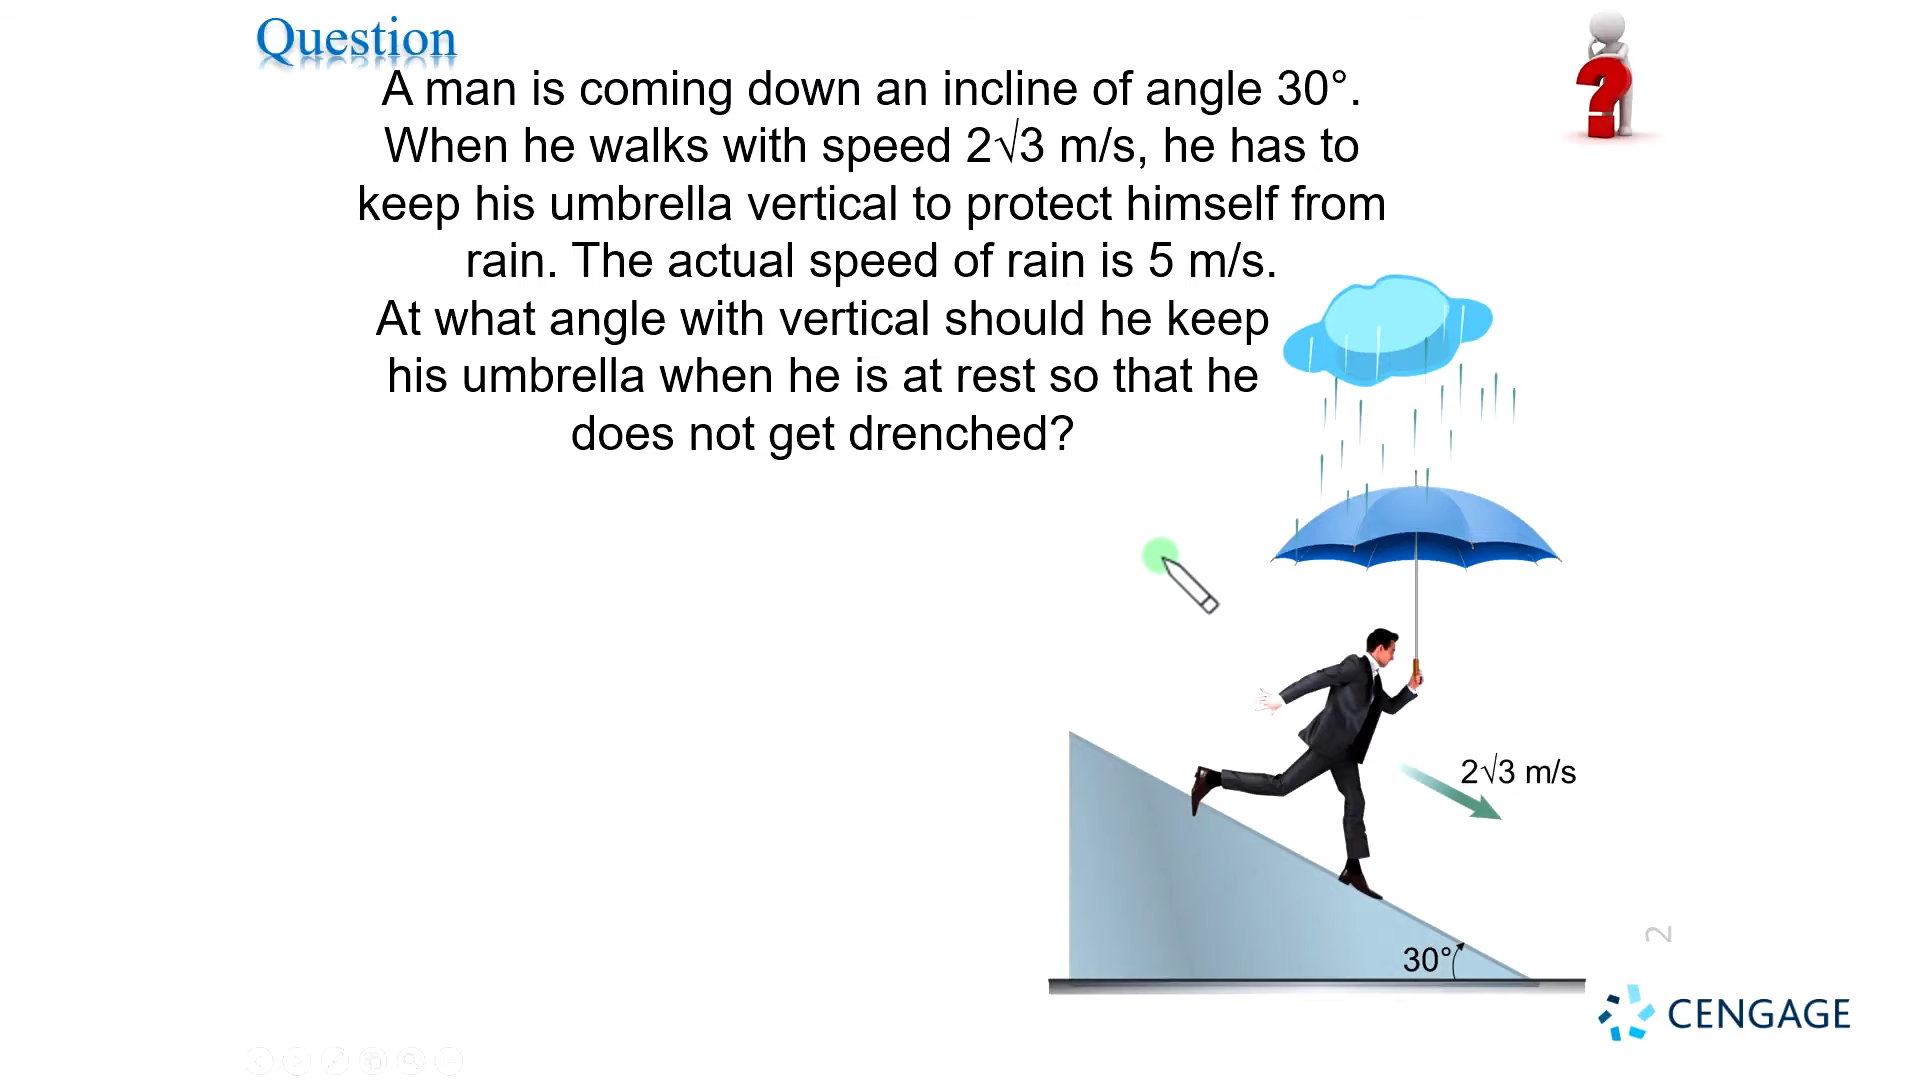 Question
A man is coming down an incline of angle 30°.
When he walks with speed 2√3 m/s, he has to
keep his umbrella vertical to protect himself from
rain. The actual speed of rain is 5 m/s.
At what angle with vertical should he keep
his umbrella when he is at rest so that he
does not get drenched?
2√3 m/s
30°
2
CENGAGE